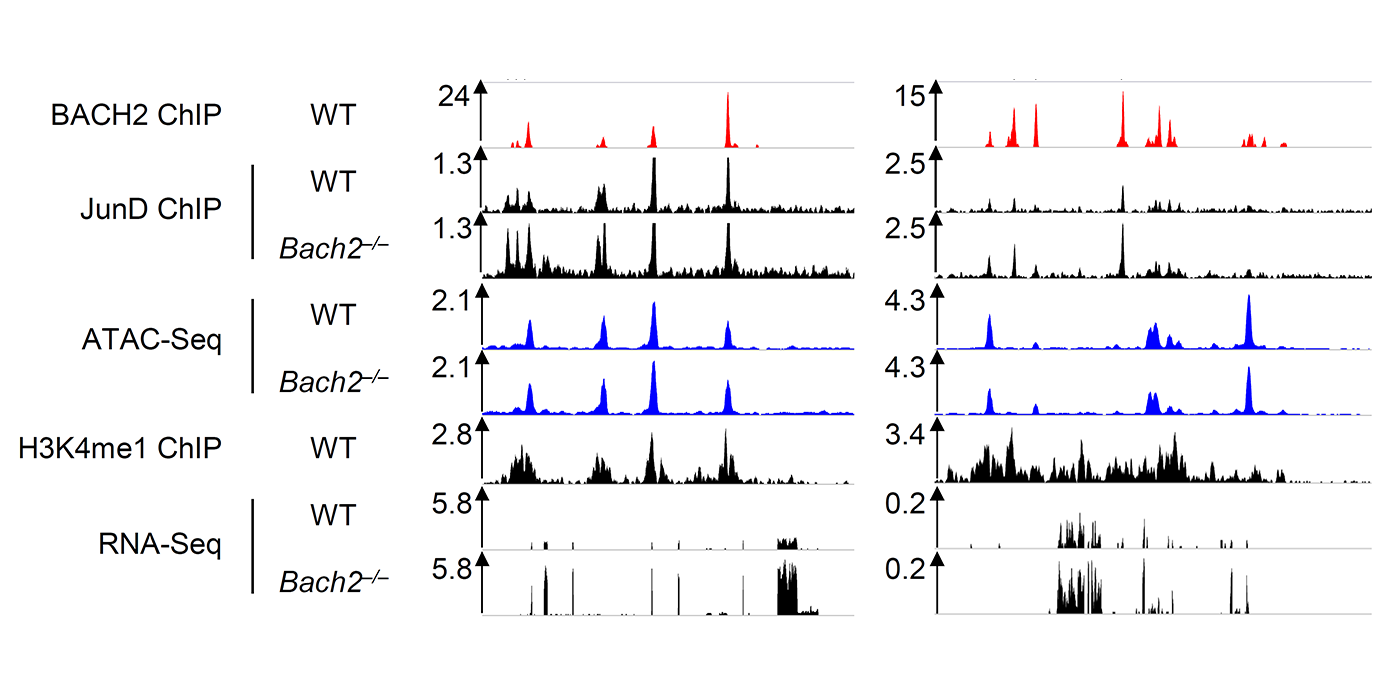 BACH2 ChIP WT 24 15
WT 1.3 2.5
JunD ChIP
Bach2–/– 1.3 2.5
WT 2.1 4.3
ATAC-Seq
Bach2–/– 2.1 4.3
H3K4me1 ChIP WT 2.8 3.4
WT 5.8 0.2
RNA-Seq
Bach2–/– 5.8 0.2